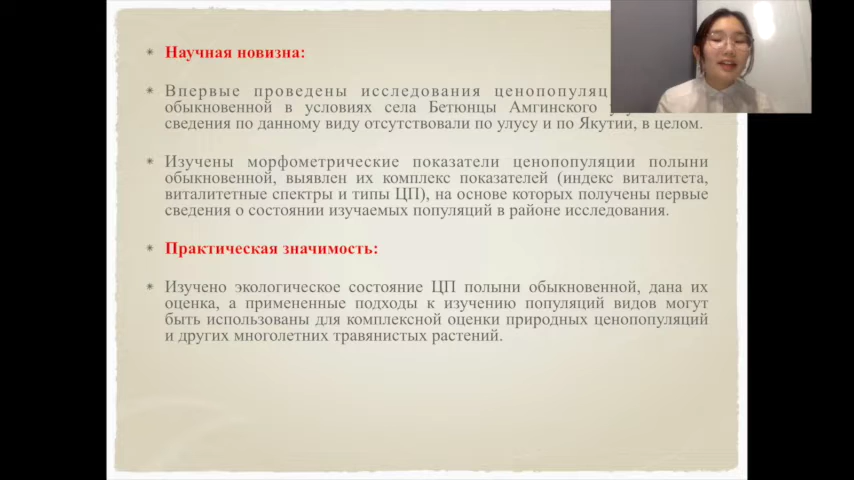 Научная новизна:
Впервые проведены исследования ценопопуляц
обыкновенной в условиях села Бетюнцы Амгинского
сведения по данному виду отсутствовали по улусу и по Якутии, в целом.
Изучены морфометрические показатели ценопопуляции полыни
обыкновенной, выявлен их комплекс показателей (индекс виталитета,
виталитетные спектры и типы ЦП), на основе которых получены первые
сведения о состоянии изучаемых популяций в районе исследования.
Практическая значимость:
Изучено экологическое состояние ЦП полыни обыкновенной, дана их
оценка, а примененные подходы к изучению популяций видов могут
быть использованы для комплексной оценки природных ценопопуляций
и других многолетних травянистых растений.